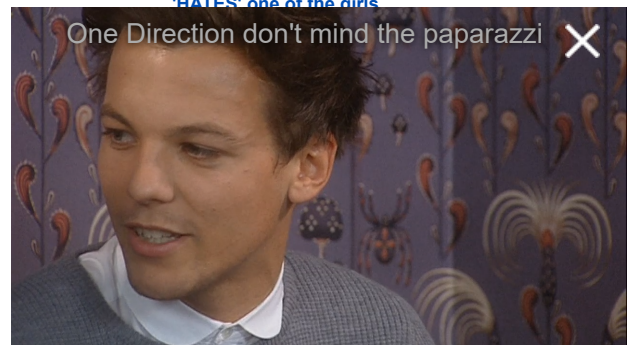 'HATES' one of the girls
One Direction don't mind the paparazzi